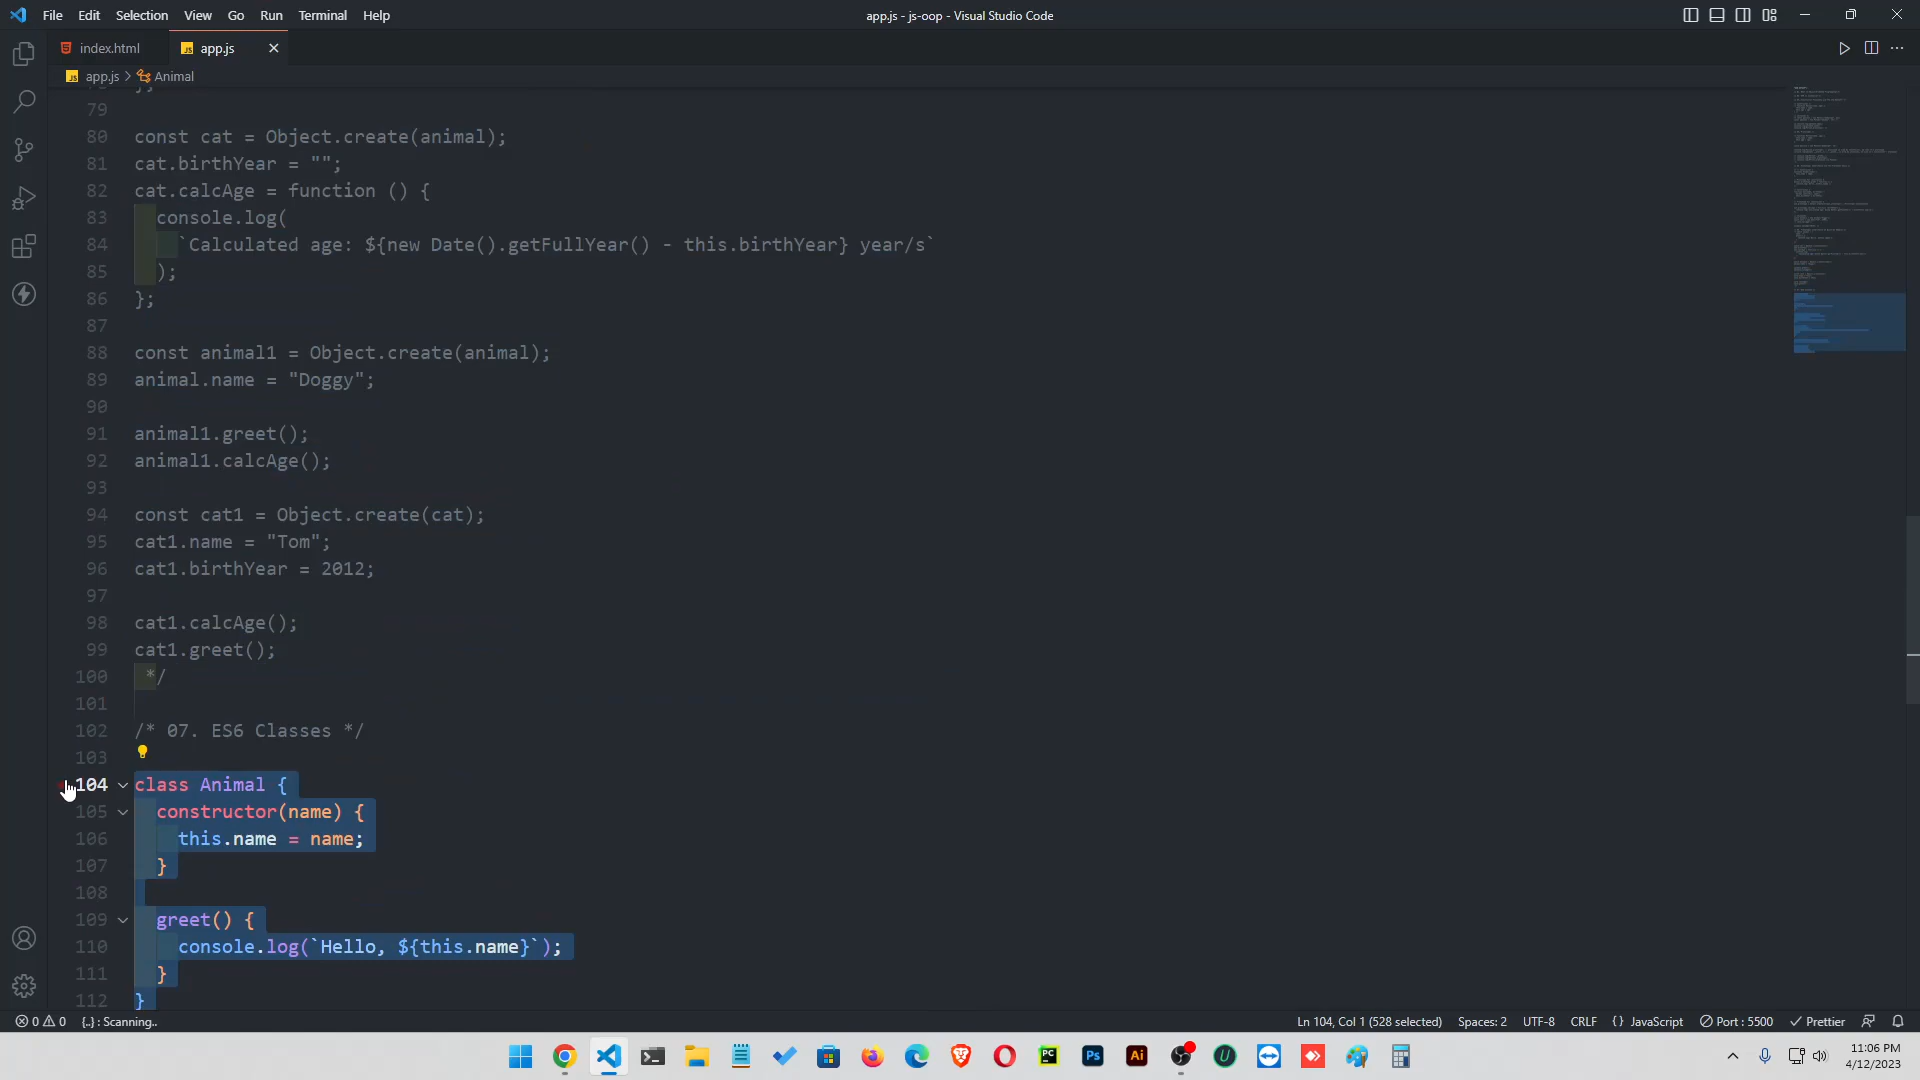 File Edit Selection View Go Run Terminal Help
app.js - js-oop - Visual Studio Code
index.html
JS app.js
JS app.js > Animal
79
80 const cat = Object.create(animal);
81 cat.birthYear = "";
82 cat.calcAge = function () {
83 console.log(
84 `Calculated age: ${new Date().getFullYear() - this.birthYear} year/s`
85 );
86 };
87
88 const animal1 = Object.create(animal);
89 animal.name = "Doggy";
90
91 animal1.greet();
92 animal1.calcAge();
93
94 const cat1 = Object.create(cat);
95 cat1.name = "Tom";
96 cat1.birthYear = 2012;
97
98 cat1.calcAge();
99 cat1.greet();
100 */
101
102 /* 07. ES6 Classes */
103
104 class Animal {
105 constructor(name) {
106 this.name = name;
107 }
108
109 greet() {
110 console.log(`Hello, ${this.name}`);
111 }
112 }
0 0 {..} : Scanning..
Ln 104, Col 1 (528 selected) Spaces: 2 UTF-8 CRLF {} JavaScript Port : 5500 Prettier
PC Ps Ai U
11:06 PM
4/12/2023